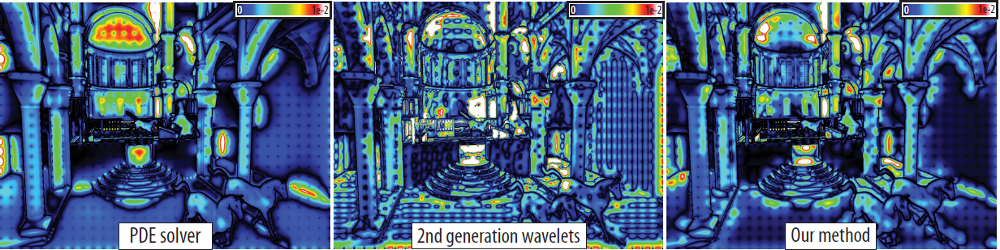 0 1e-2
0 1e-2
0 1e-2
PDE solver
2nd generation wavelets
Our method